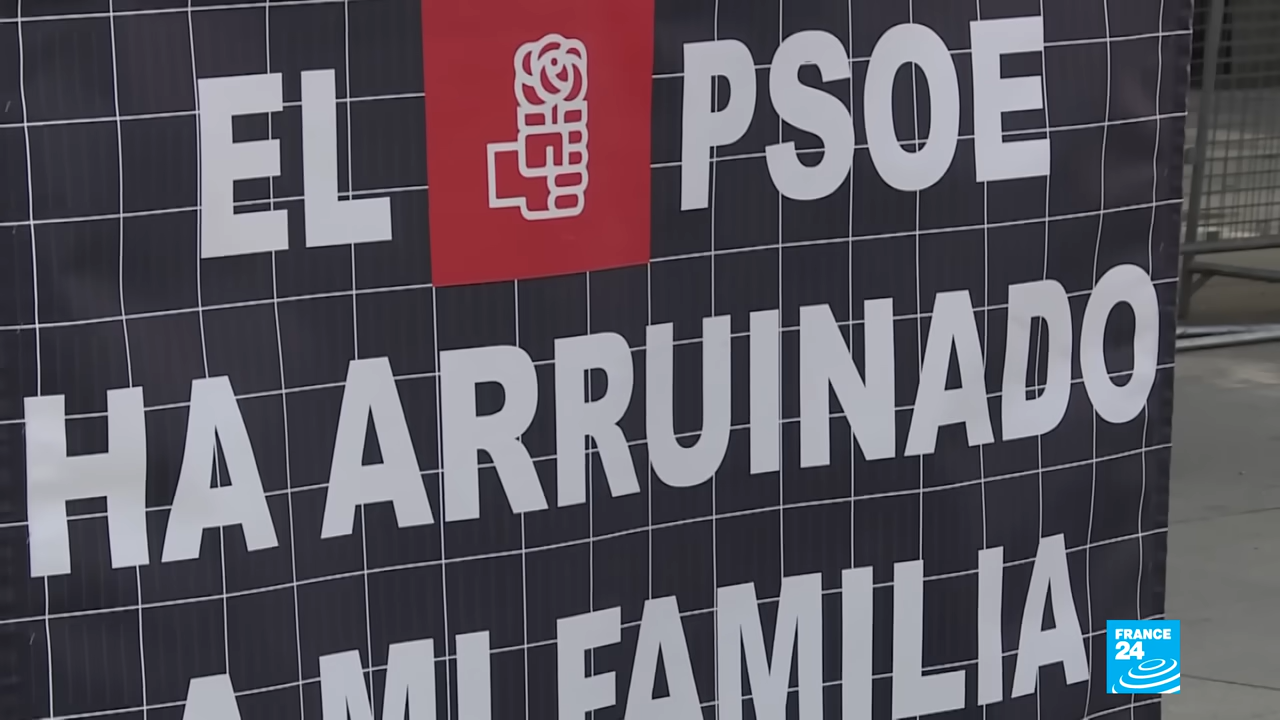 EL PSOE
HA ARRUINADO
A MI FAMILIA
FRANCE
24